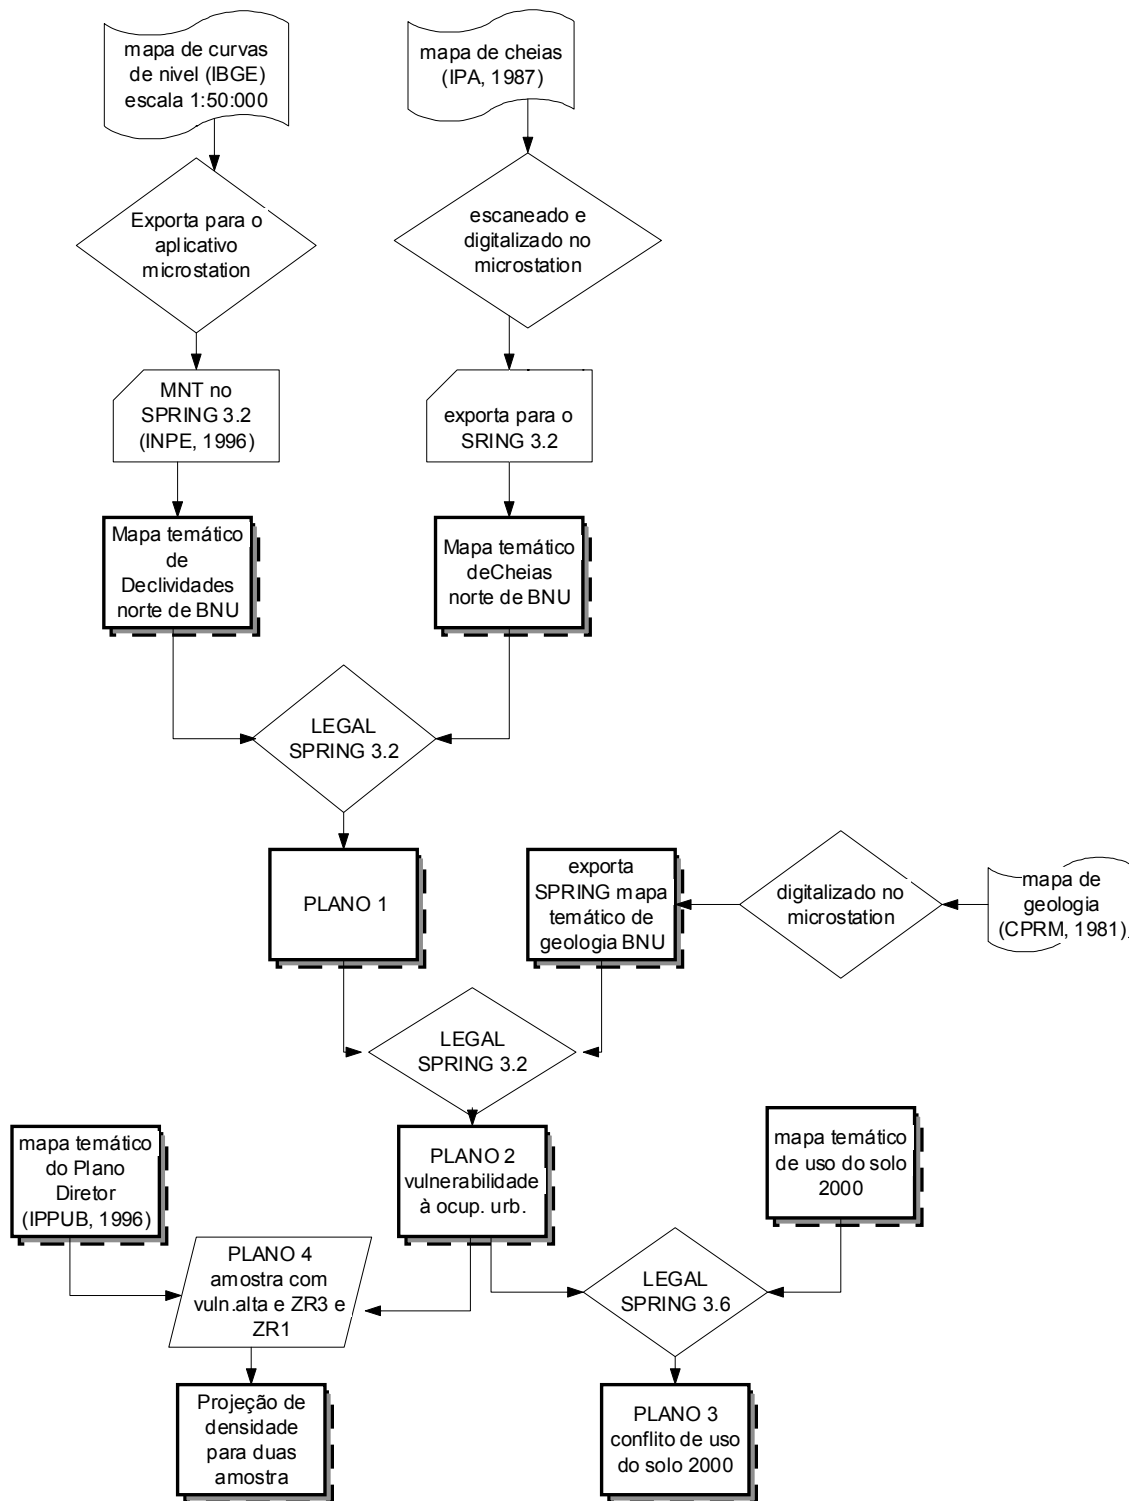 mapa de curvas
de nivel (IBGE)
escala 1:50:000
mapa de cheias
(IPA, 1987)
Exporta para o
aplicativo
microstation
escaneado e
digitalizado no
microstation
MNT no
SPRING 3.2
(INPE, 1996)
exporta para o
SRING 3.2
Mapa temático
de
Declividades
norte de BNU
Mapa temático
deCheias
norte de BNU
LEGAL
SPRING 3.2
PLANO 1
exporta
SPRING mapa
temático de
geologia BNU
digitalizado no
microstation
mapa de
geologia
(CPRM, 1981)
LEGAL
SPRING 3.2
mapa temático
do Plano
Diretor
(IPPUB, 1996)
PLANO 2
vulnerabilidade
à ocup. urb.
mapa temático
de uso do solo
2000
PLANO 4
amostra com
vuln.alta e ZR3 e
ZR1
LEGAL
SPRING 3.6
Projeção de
densidade
para duas
amostra
PLANO 3
conflito de uso
do solo 2000